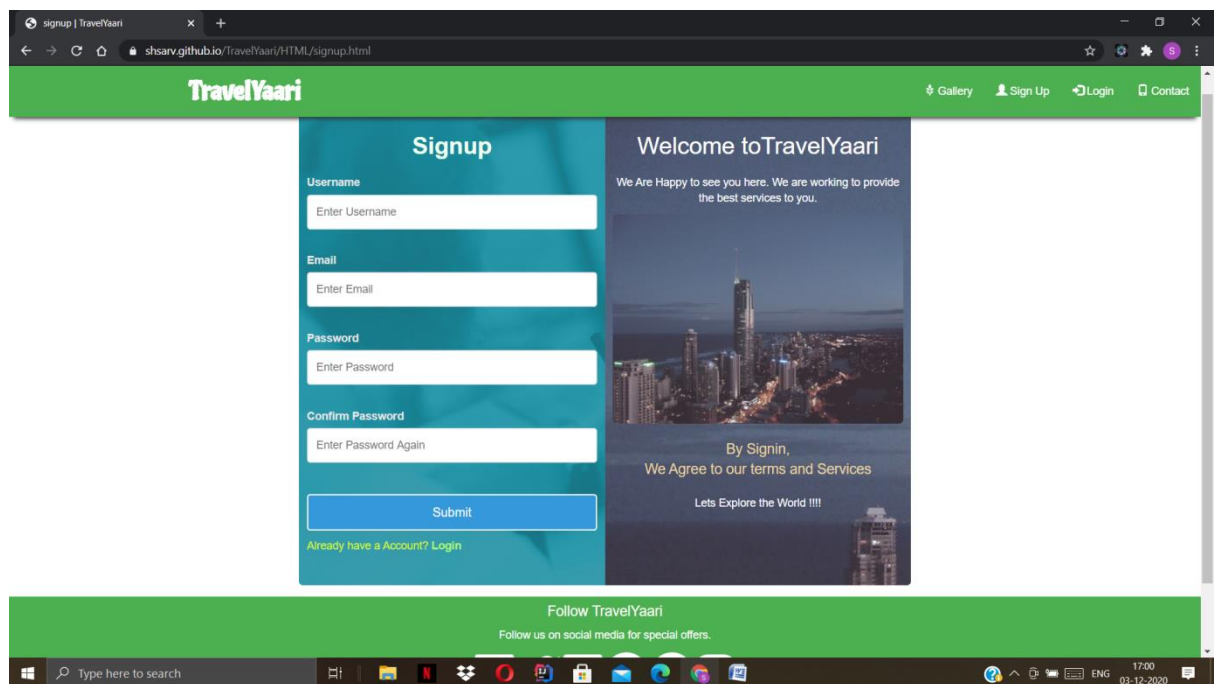 signup | TravelYaari
shsarv.github.io/TravelYaari/HTML/signup.html
S
TravelYaari
Gallery
Sign Up
Login
Contact
Signup
Username
Enter Username
Email
Enter Email
Password
Enter Password
Confirm Password
Enter Password Again
Submit
Already have a Account? Login
Welcome toTravelYaari
We Are Happy to see you here. We are working to provide
the best services to you.
By Signin,
We Agree to our terms and Services
Lets Explore the World !!!!
Follow TravelYaari
Follow us on social media for special offers.
Type here to search
ENG
17:00
03-12-2020